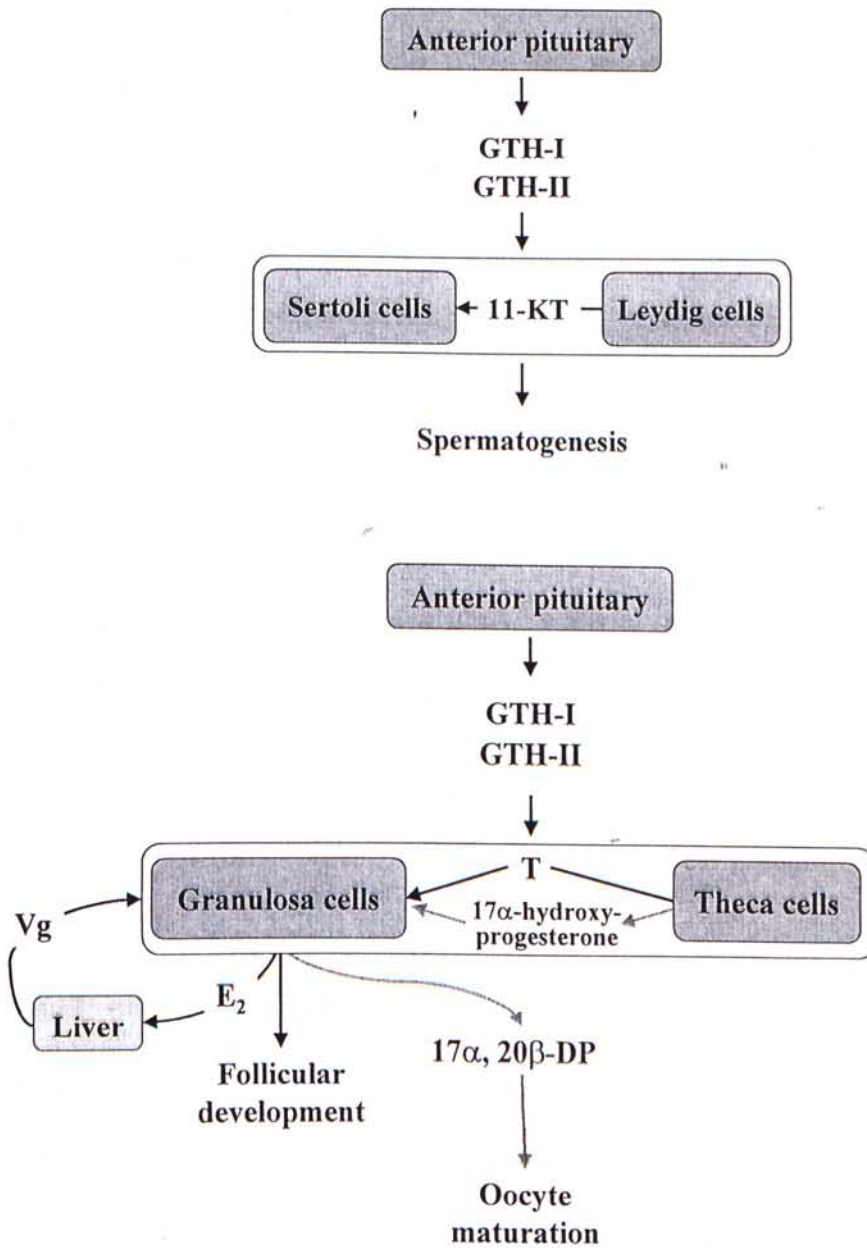 Anterior pituitary
GTH-I
GTH-II
Sertoli cells
11-KT
Leydig cells
Spermatogenesis
Anterior pituitary
GTH-I
GTH-II
T
Granulosa cells
17α-hydroxy-
progesterone
Theca cells
Vg
E₂
Liver
17α, 20β-DP
Follicular
development
Oocyte
maturation